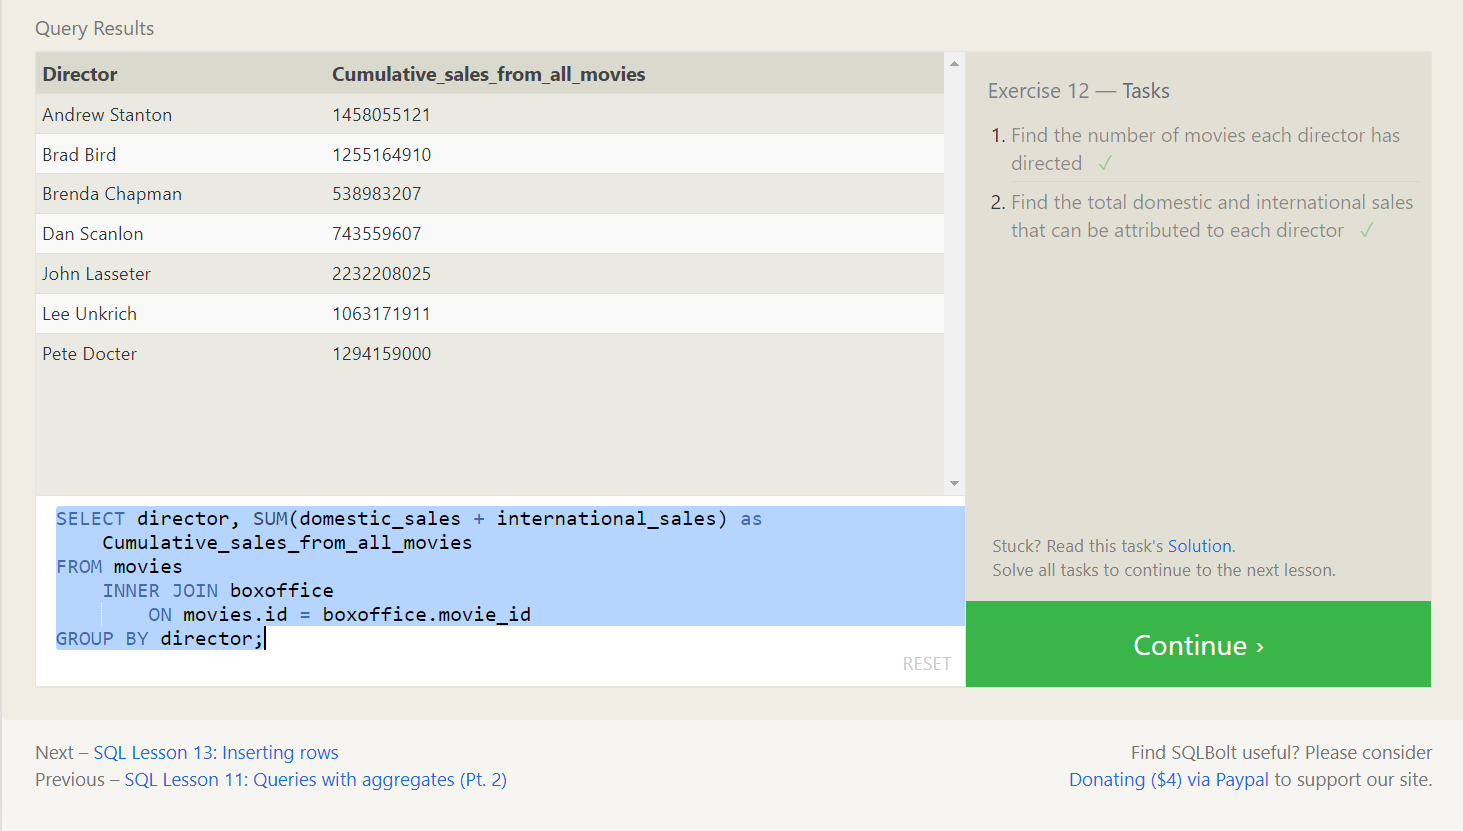 Query Results
Director Cumulative_sales_from_all_movies
Andrew Stanton 1458055121
Brad Bird 1255164910
Brenda Chapman 538983207
Dan Scanlon 743559607
John Lasseter 2232208025
Lee Unkrich 1063171911
Pete Docter 1294159000
SELECT director, SUM(domestic_sales + international_sales) as
Cumulative_sales_from_all_movies
FROM movies
INNER JOIN boxoffice
ON movies.id = boxoffice.movie_id
GROUP BY director;
RESET
Exercise 12 — Tasks
1. Find the number of movies each director has
directed ✓
2. Find the total domestic and international sales
that can be attributed to each director ✓
Stuck? Read this task's Solution.
Solve all tasks to continue to the next lesson.
Continue ›
Next – SQL Lesson 13: Inserting rows
Previous – SQL Lesson 11: Queries with aggregates (Pt. 2)
Find SQLBolt useful? Please consider
Donating ($4) via Paypal to support our site.